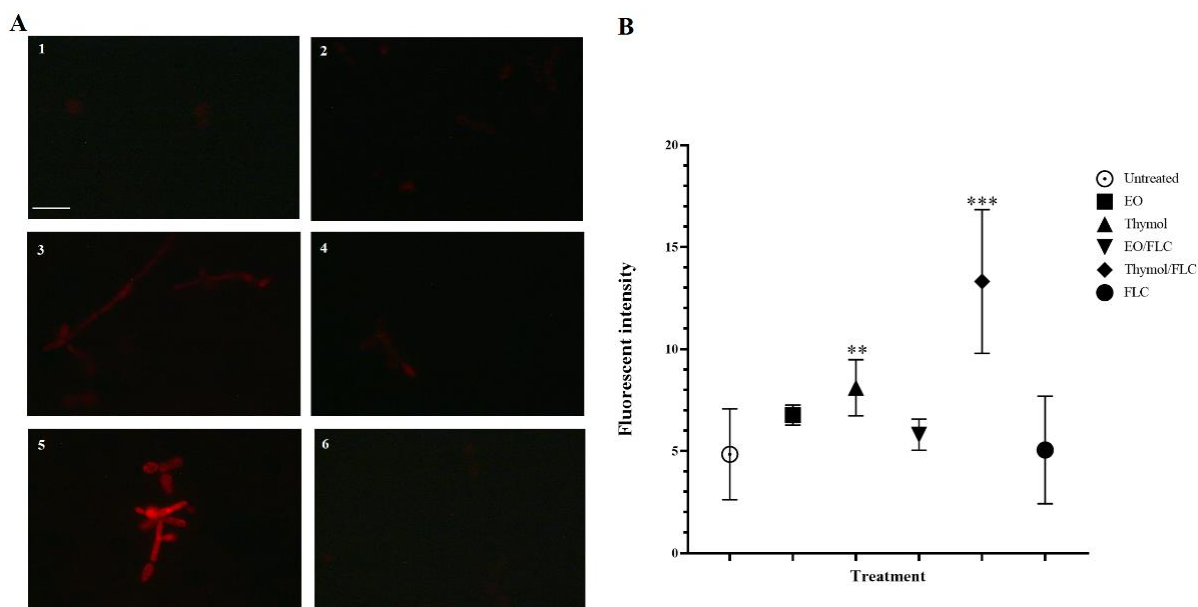 A
1
2
3
4
5
6
B
20
15
10
5
0
**
***
Fluorescent intensity
Treatment
Untreated
EO
Thymol
EO/FLC
Thymol/FLC
FLC